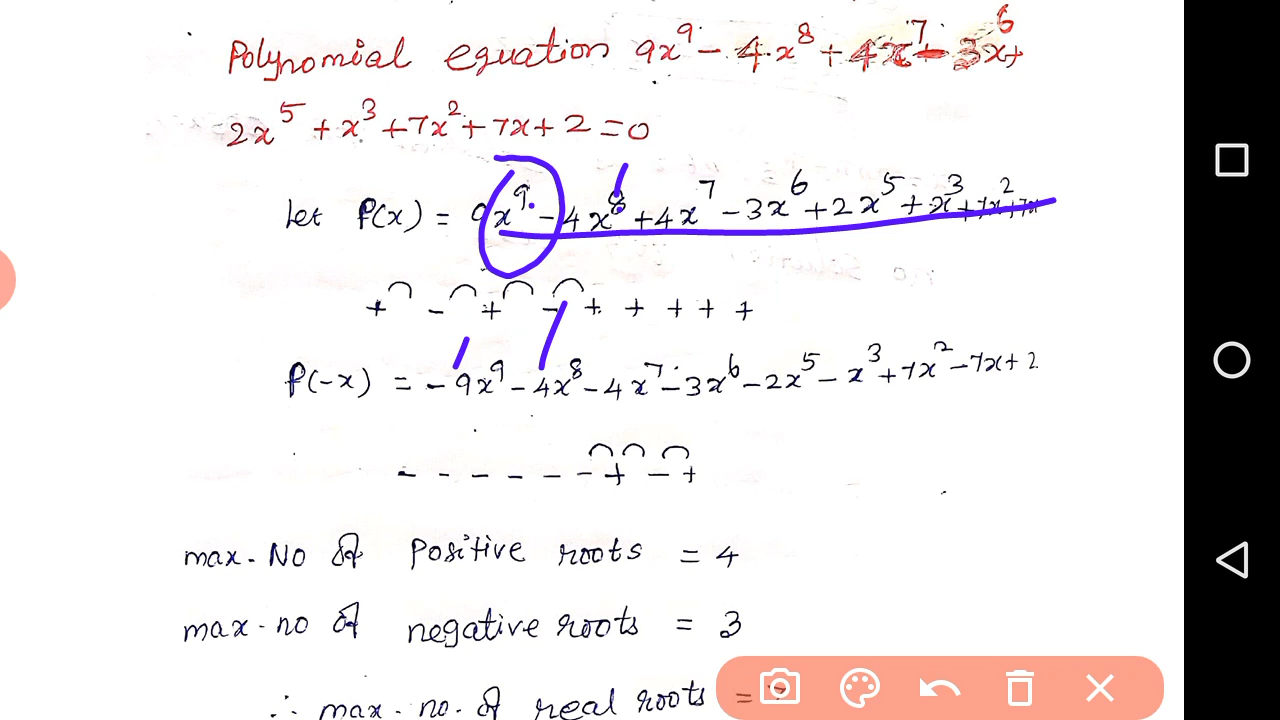 Polynomial equation 9x⁹ - 4x⁸ + 4x⁷ - 3x⁶ +
2x⁵ + x³ + 7x² + 7x + 2 = 0
Let P(x) = 9x⁹ - 4x⁸ + 4x⁷ - 3x⁶ + 2x⁵ + x³ + 7x² + 7x
+ - + - + + + + +
P(-x) = - 9x⁹ - 4x⁸ - 4x⁷ - 3x⁶ - 2x⁵ - x³ + 7x² - 7x + 2
- - - - - - + - +
max. No of positive roots = 4
max. no of negative roots = 3
∴ max. no. of real roots =